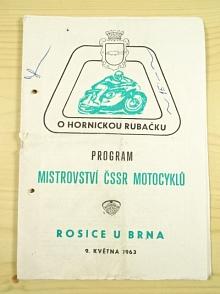 O HORNICKOU RUBAČKU
PROGRAM
MISTROVSTVÍ ČSSR MOTOCYKLŮ
ROSICE U BRNA
9. KVĚTNA 1963